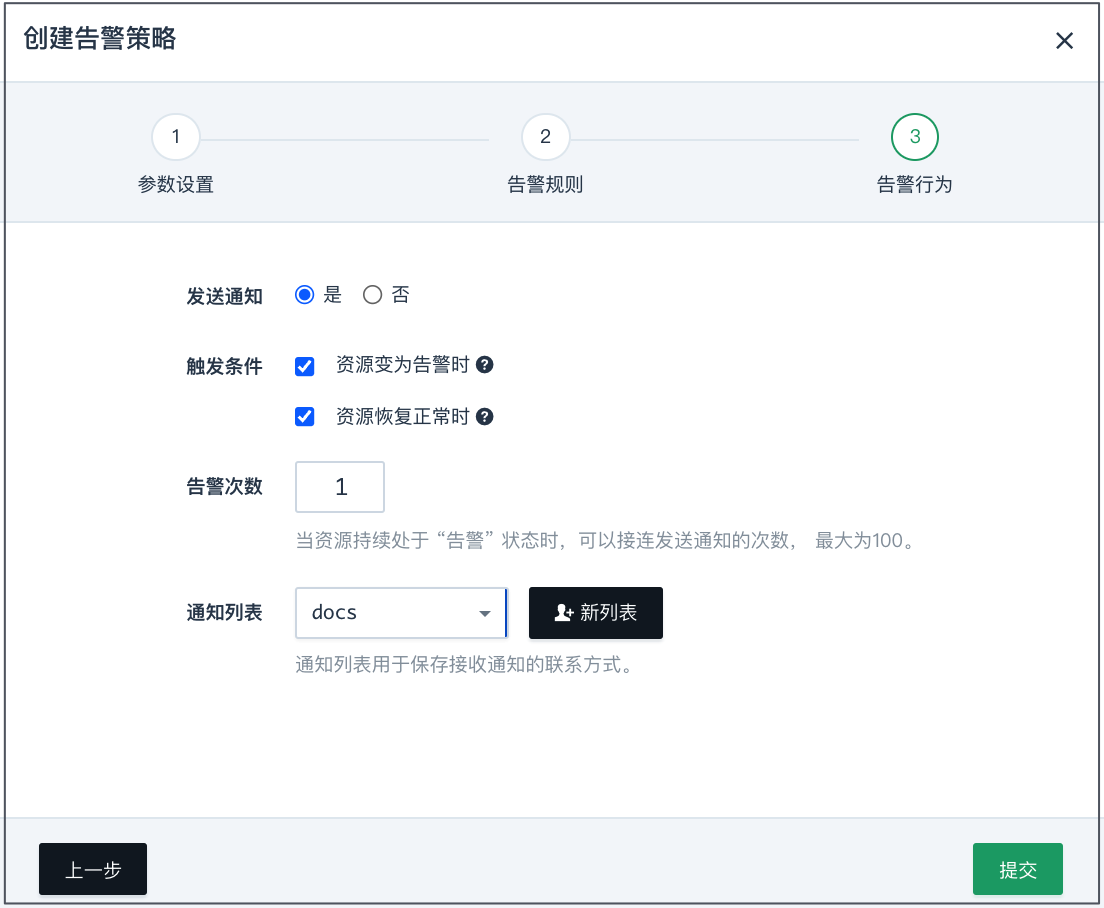 创建告警策略
1
2
3
参数设置
告警规则
告警行为
发送通知 是 否
触发条件 资源变为告警时 ?
资源恢复正常时 ?
告警次数 1
当资源持续处于“告警”状态时，可以接连发送通知的次数， 最大为100。
通知列表 docs 新列表
通知列表用于保存接收通知的联系方式。
上一步 提交